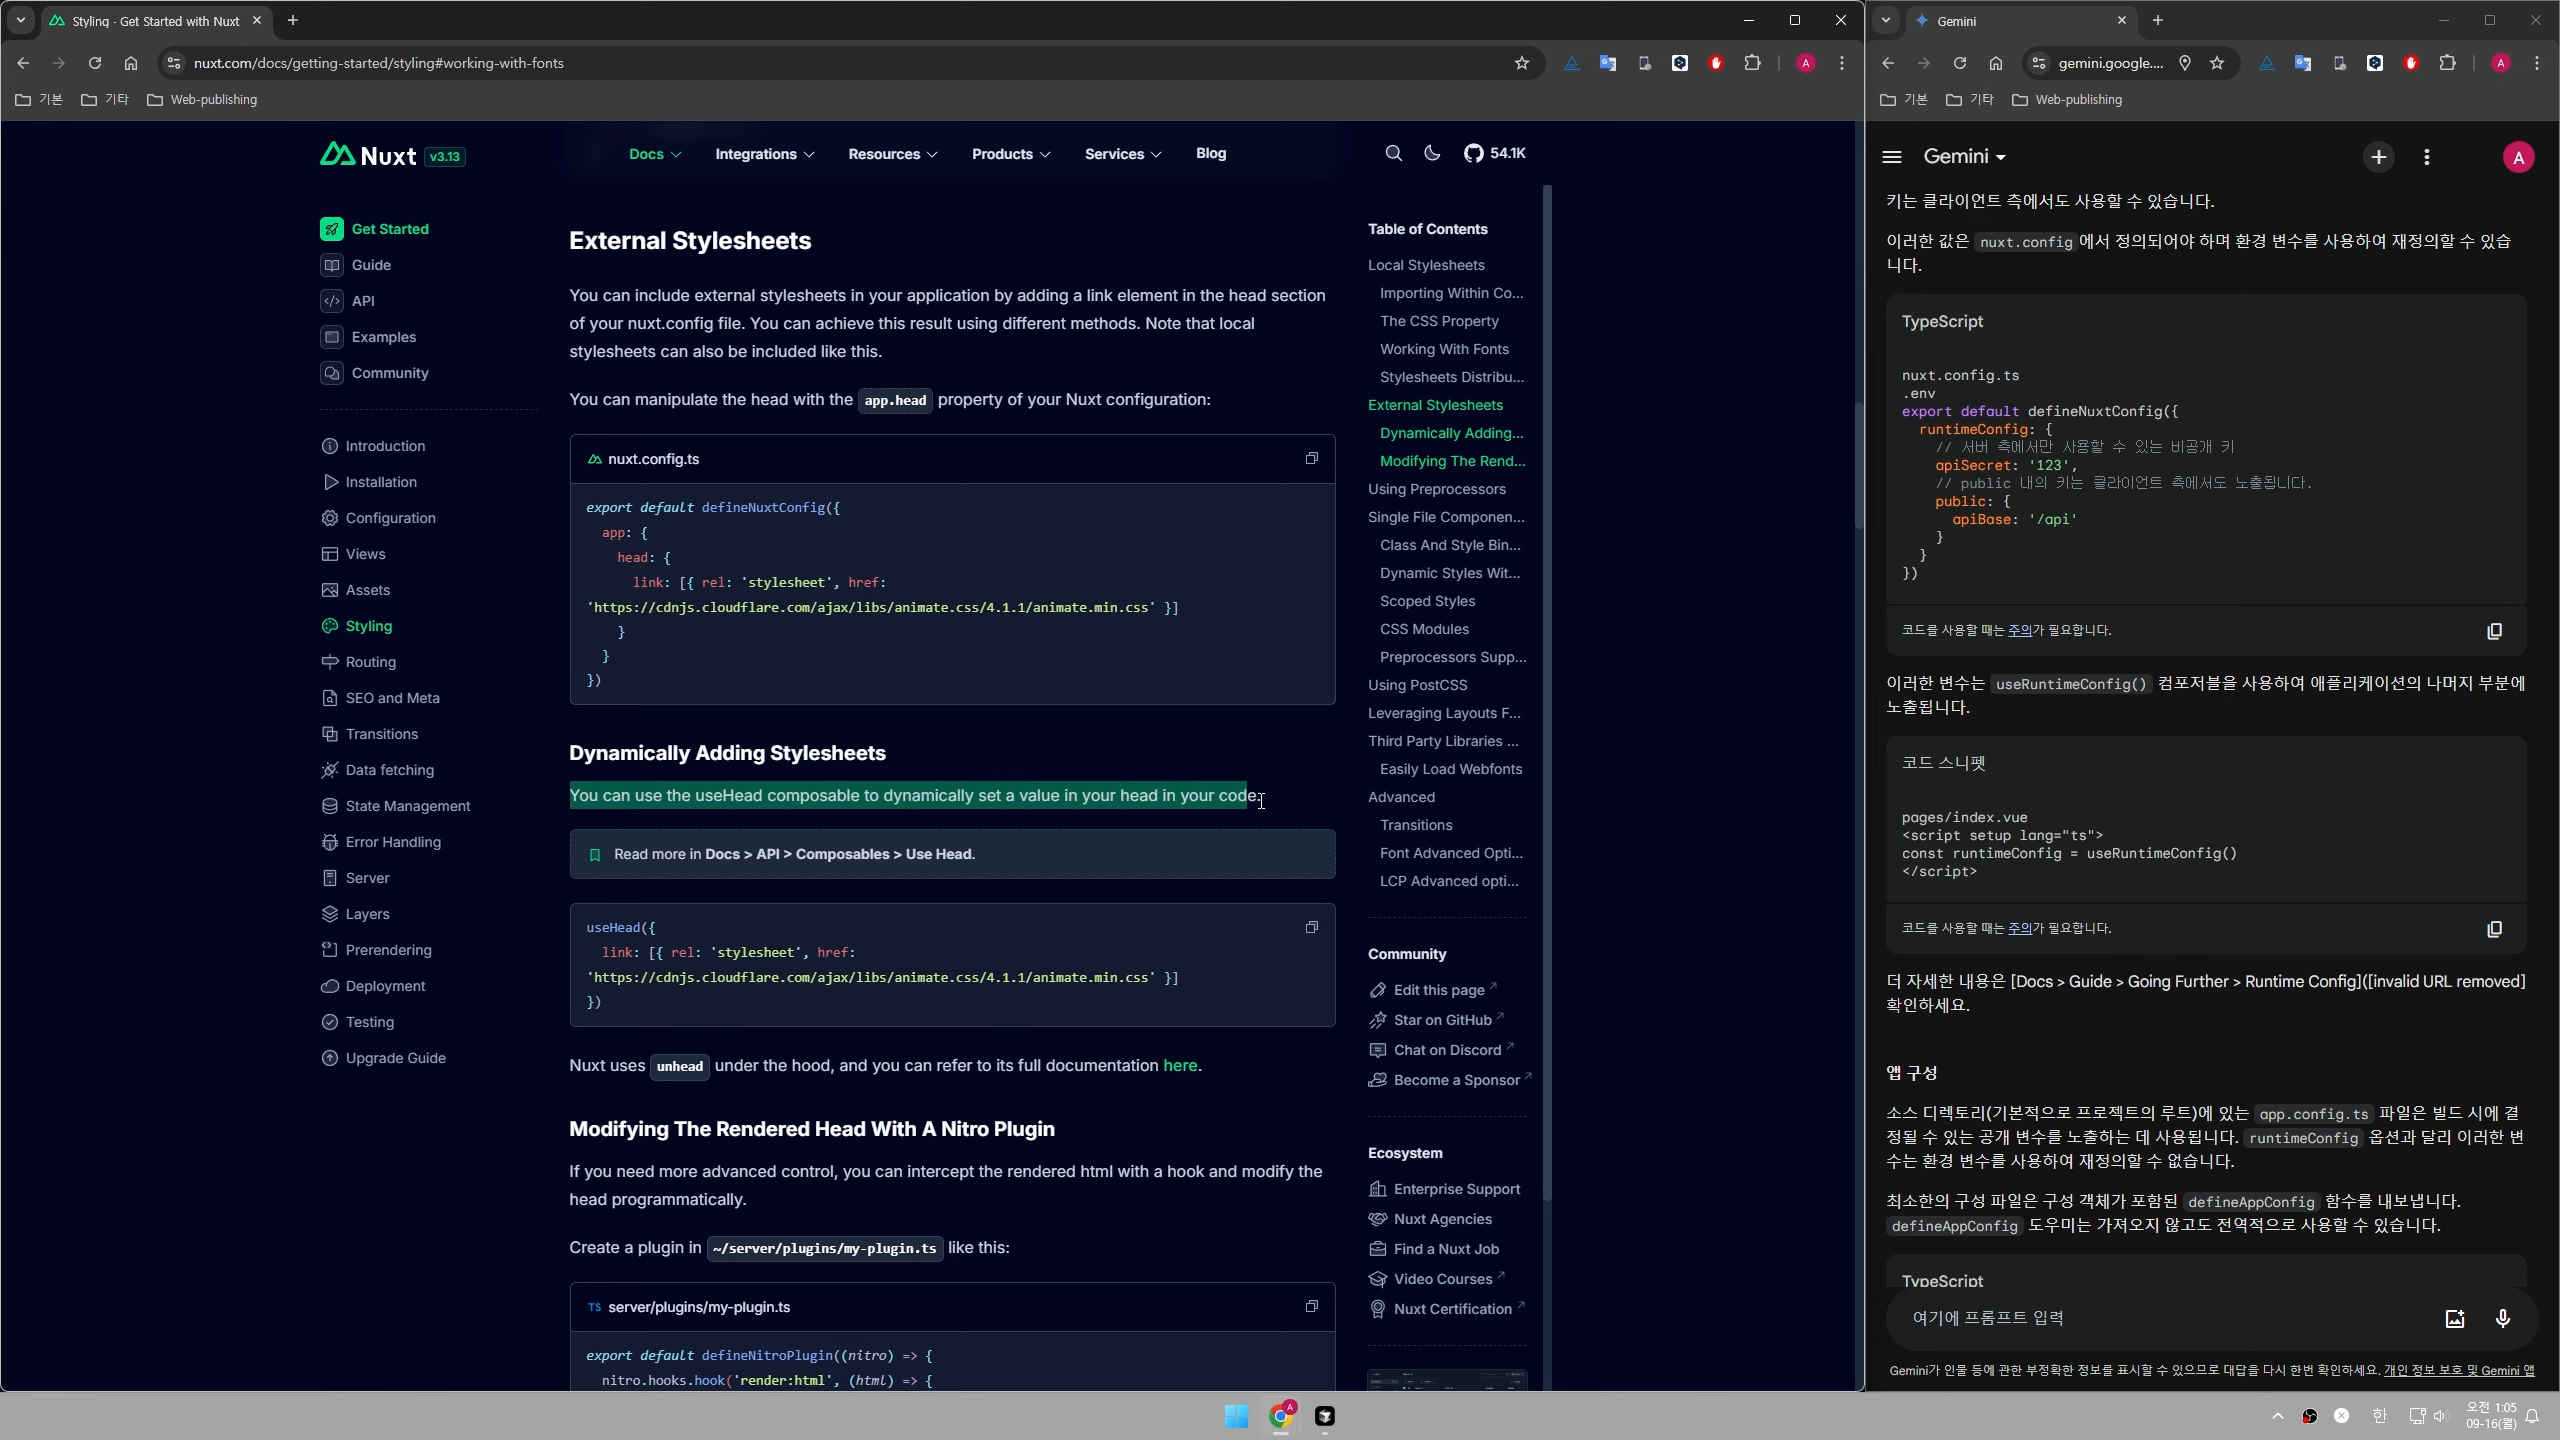 Styling · Get Started with Nuxt
nuxt.com/docs/getting-started/styling#working-with-fonts
A
기본
기타
Web-publishing
Nuxt
v3.13
Docs
Integrations
Resources
Products
Services
Blog
54.1K
Get Started
Guide
API
Examples
Community
Introduction
Installation
Configuration
Views
Assets
Styling
Routing
SEO and Meta
Transitions
Data fetching
State Management
Error Handling
Server
Layers
Prerendering
Deployment
Testing
Upgrade Guide
External Stylesheets
You can include external stylesheets in your application by adding a link element in the head section
of your nuxt.config file. You can achieve this result using different methods. Note that local
stylesheets can also be included like this.
You can manipulate the head with the app.head property of your Nuxt configuration:
nuxt.config.ts
export default defineNuxtConfig({
app: {
head: {
link: [{ rel: 'stylesheet', href:
'https://cdnjs.cloudflare.com/ajax/libs/animate.css/4.1.1/animate.min.css' }]
}
}
})
Dynamically Adding Stylesheets
You can use the useHead composable to dynamically set a value in your head in your code.
Read more in Docs > API > Composables > Use Head.
useHead({
link: [{ rel: 'stylesheet', href:
'https://cdnjs.cloudflare.com/ajax/libs/animate.css/4.1.1/animate.min.css' }]
})
Nuxt uses unhead under the hood, and you can refer to its full documentation here.
Modifying The Rendered Head With A Nitro Plugin
If you need more advanced control, you can intercept the rendered html with a hook and modify the
head programmatically.
Create a plugin in ~/server/plugins/my-plugin.ts like this:
TS server/plugins/my-plugin.ts
export default defineNitroPlugin((nitro) => {
nitro.hooks.hook('render:html', (html) => {
Table of Contents
Local Stylesheets
Importing Within Co...
The CSS Property
Working With Fonts
Stylesheets Distribu...
External Stylesheets
Dynamically Adding...
Modifying The Rend...
Using Preprocessors
Single File Componen...
Class And Style Bin...
Dynamic Styles Wit...
Scoped Styles
CSS Modules
Preprocessors Supp...
Using PostCSS
Leveraging Layouts F...
Third Party Libraries ...
Easily Load Webfonts
Advanced
Transitions
Font Advanced Opti...
LCP Advanced opti...
Community
Edit this page
Star on GitHub
Chat on Discord
Become a Sponsor
Ecosystem
Enterprise Support
Nuxt Agencies
Find a Nuxt Job
Video Courses
Nuxt Certification
Gemini
gemini.google....
A
기본
기타
Web-publishing
Gemini
A
키는 클라이언트 측에서도 사용할 수 있습니다.
이러한 값은 nuxt.config에서 정의되어야 하며 환경 변수를 사용하여 재정의할 수 있습
니다.
TypeScript
nuxt.config.ts
.env
export default defineNuxtConfig({
runtimeConfig: {
// 서버 측에서만 사용할 수 있는 비공개 키
apiSecret: '123',
// public 내의 키는 클라이언트 측에서도 노출됩니다.
public: {
apiBase: '/api'
}
}
})
코드를 사용할 때는 주의가 필요합니다.
이러한 변수는 useRuntimeConfig() 컴포저블을 사용하여 애플리케이션의 나머지 부분에
노출됩니다.
코드 스니펫
pages/index.vue
<script setup lang="ts">
const runtimeConfig = useRuntimeConfig()
</script>
코드를 사용할 때는 주의가 필요합니다.
더 자세한 내용은 [Docs > Guide > Going Further > Runtime Config]([invalid URL removed]
확인하세요.
앱 구성
소스 디렉토리(기본적으로 프로젝트의 루트)에 있는 app.config.ts 파일은 빌드 시에 결
정될 수 있는 공개 변수를 노출하는 데 사용됩니다. runtimeConfig 옵션과 달리 이러한 변
수는 환경 변수를 사용하여 재정의할 수 없습니다.
최소한의 구성 파일은 구성 객체가 포함된 defineAppConfig 함수를 내보냅니다.
defineAppConfig 도우미는 가져오지 않고도 전역적으로 사용할 수 있습니다.
TypeScript
여기에 프롬프트 입력
Gemini가 인물 등에 관한 부정확한 정보를 표시할 수 있으므로 대답을 다시 한번 확인하세요. 개인 정보 보호 및 Gemini 앱
A
한
오전 1:05
09-16(월)